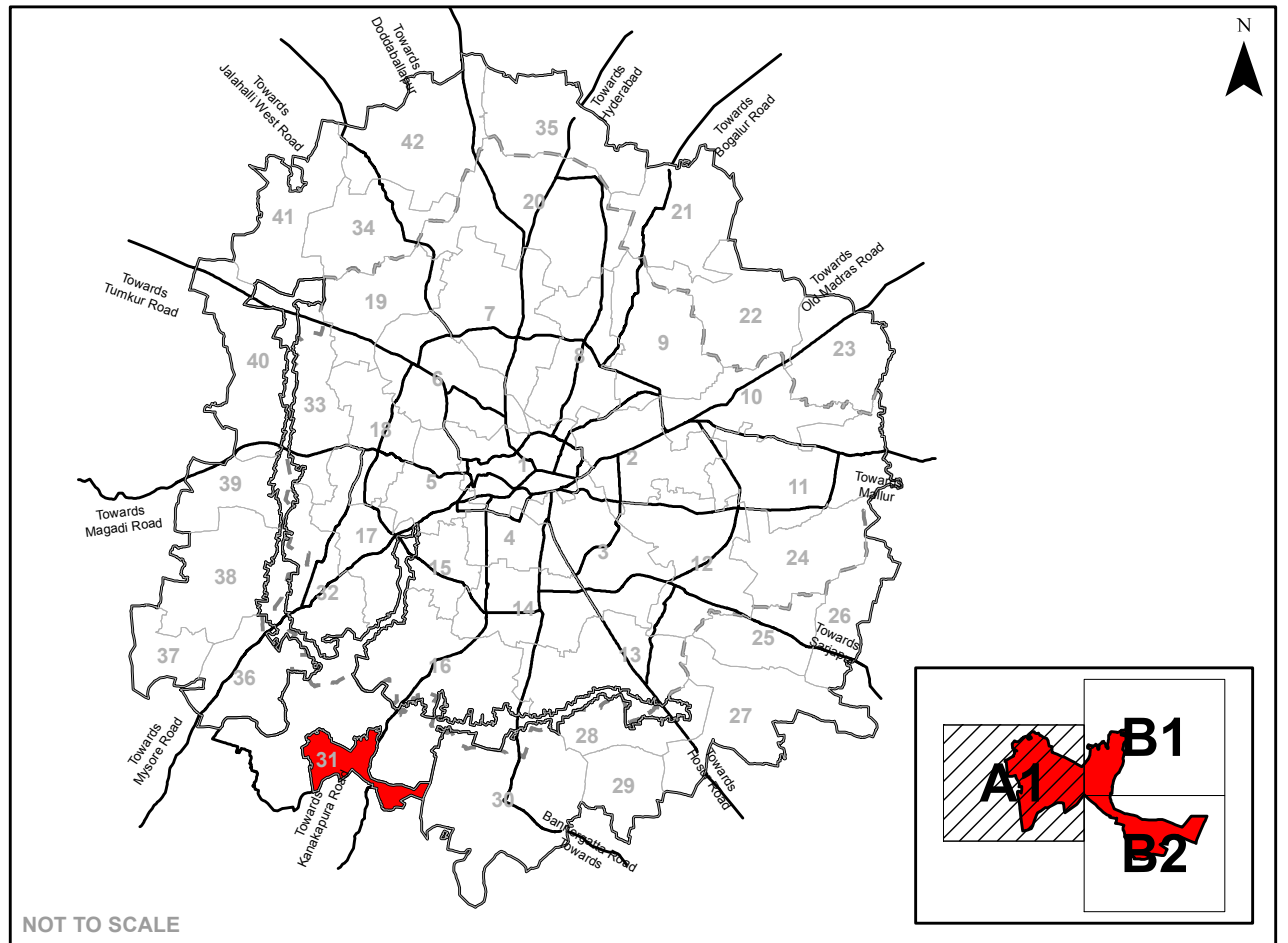 N
Towards
Doddaballapur
Towards
Jalahalli West Road
Towards
Hyderabad
Towards
Bogalur Road
35
42
20
21
41
34
Towards
Tumkur Road
Towards
Old Madras Road
19
7
22
9
8
23
40
6
10
33
18
1
2
5
39
11
Towards
Mallur
Towards
Magadi Road
17
4
3
24
15
12
38
32
14
26
25
Towards
Sarjapur
13
37
16
36
27
28
Towards
Mysore Road
31
29
30
Towards
Hosur Road
Towards
Kanakapura Road
Bannergatta Road
Towards
A1
B1
B2
NOT TO SCALE